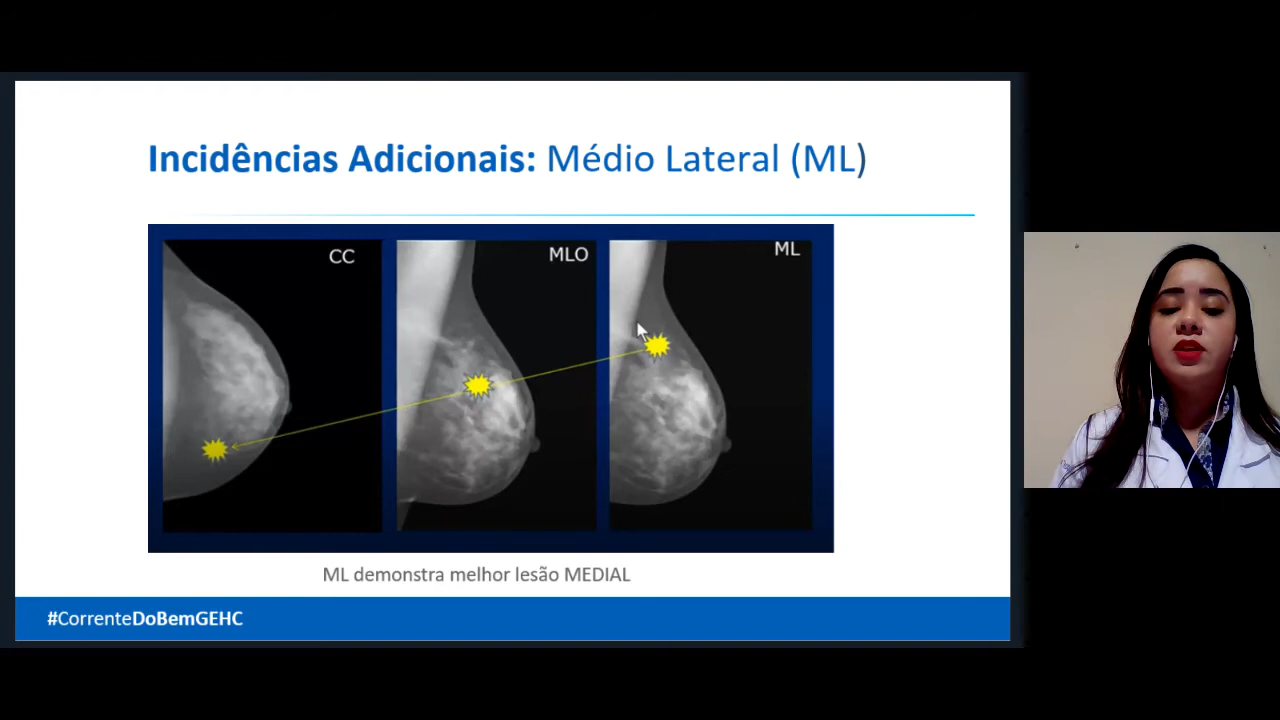 Incidências Adicionais: Médio Lateral (ML)
CC
MLO
ML
ML demonstra melhor lesão MEDIAL
#CorrenteDoBemGEHC